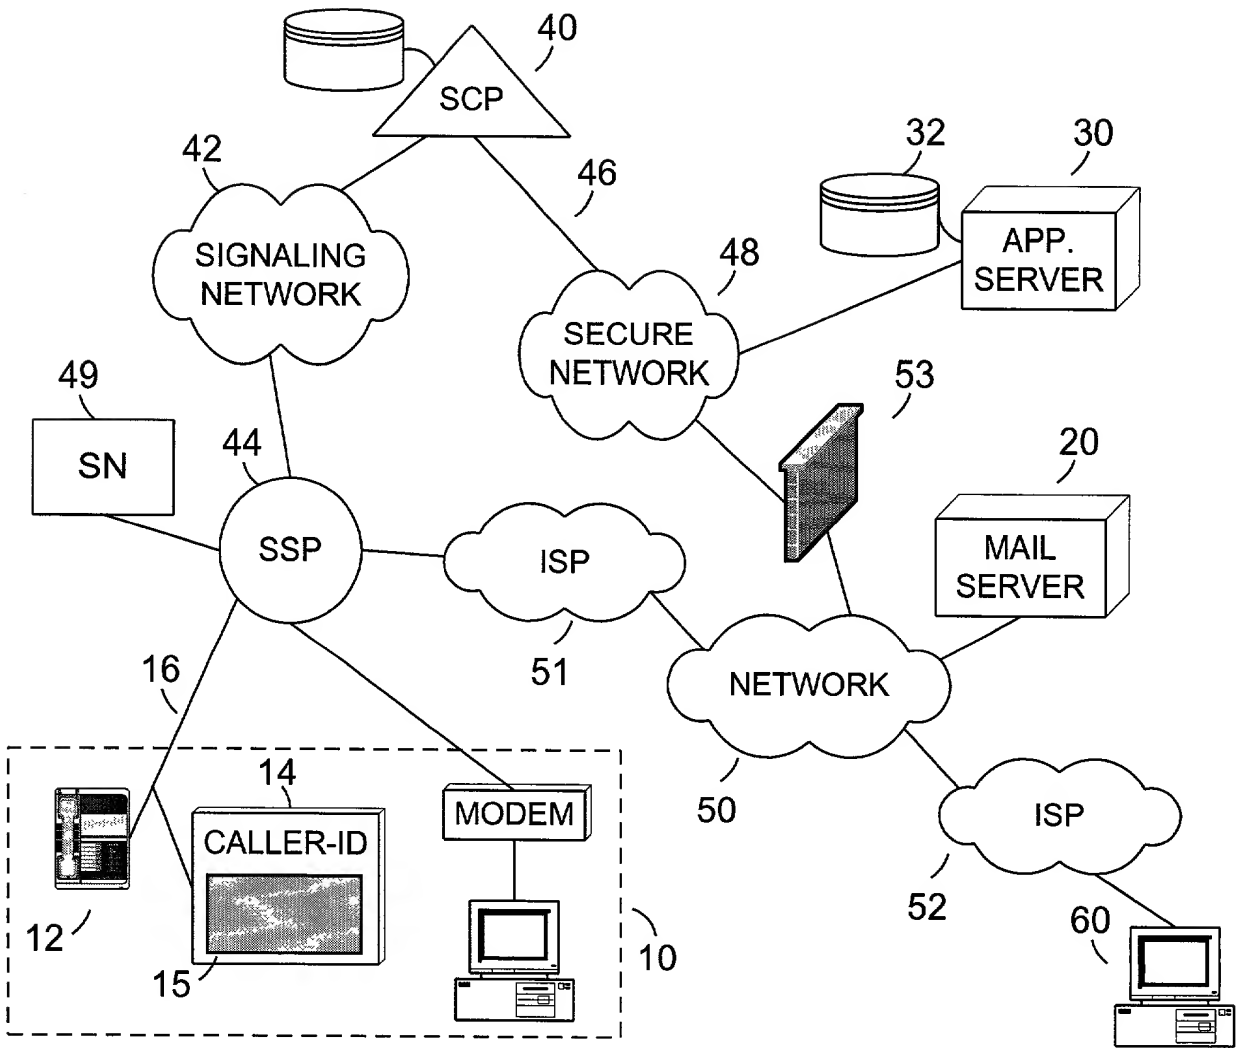 40
SCP
42
32
30
46
SIGNALING
NETWORK
APP.
SERVER
48
SECURE
NETWORK
49
53
SN
44
20
SSP
ISP
MAIL
SERVER
51
16
NETWORK
14
50
MODEM
ISP
CALLER-ID
52
12
60
10
15